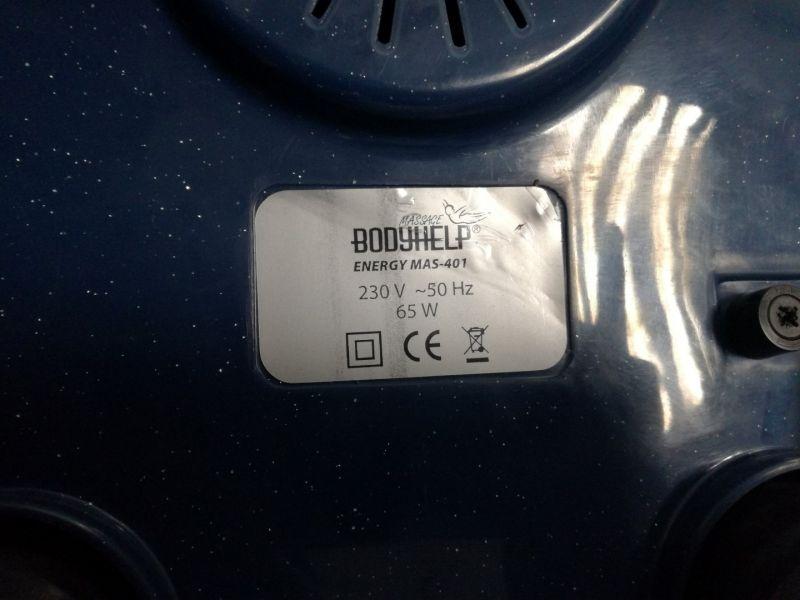 MASSAGE
BODYHELP®
ENERGY MAS-401
230 V ~50 Hz
65 W
CE